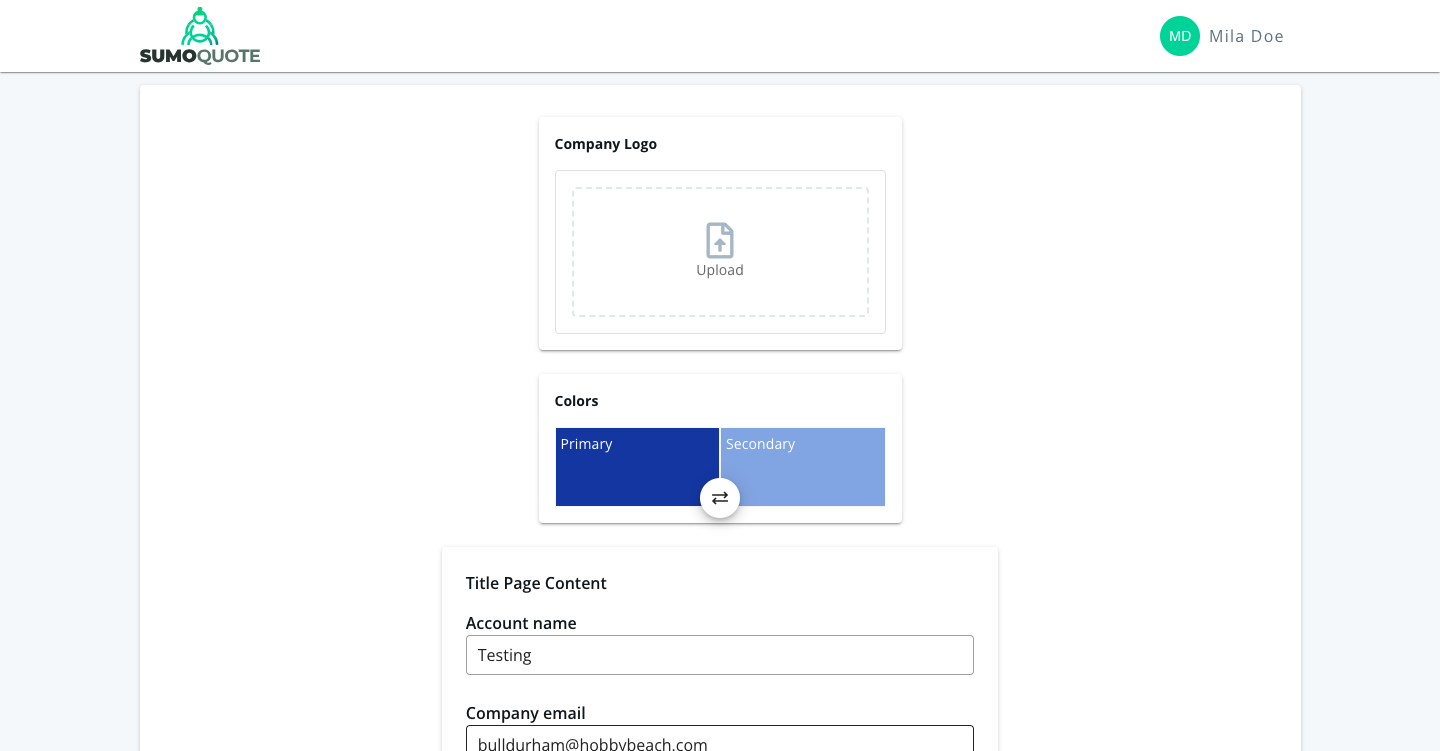 SUMOQUOTE
MD Mila Doe
Company Logo
Upload
Colors
Primary Secondary
Title Page Content
Account name
Testing
Company email
bulldurham@hobbybeach.com